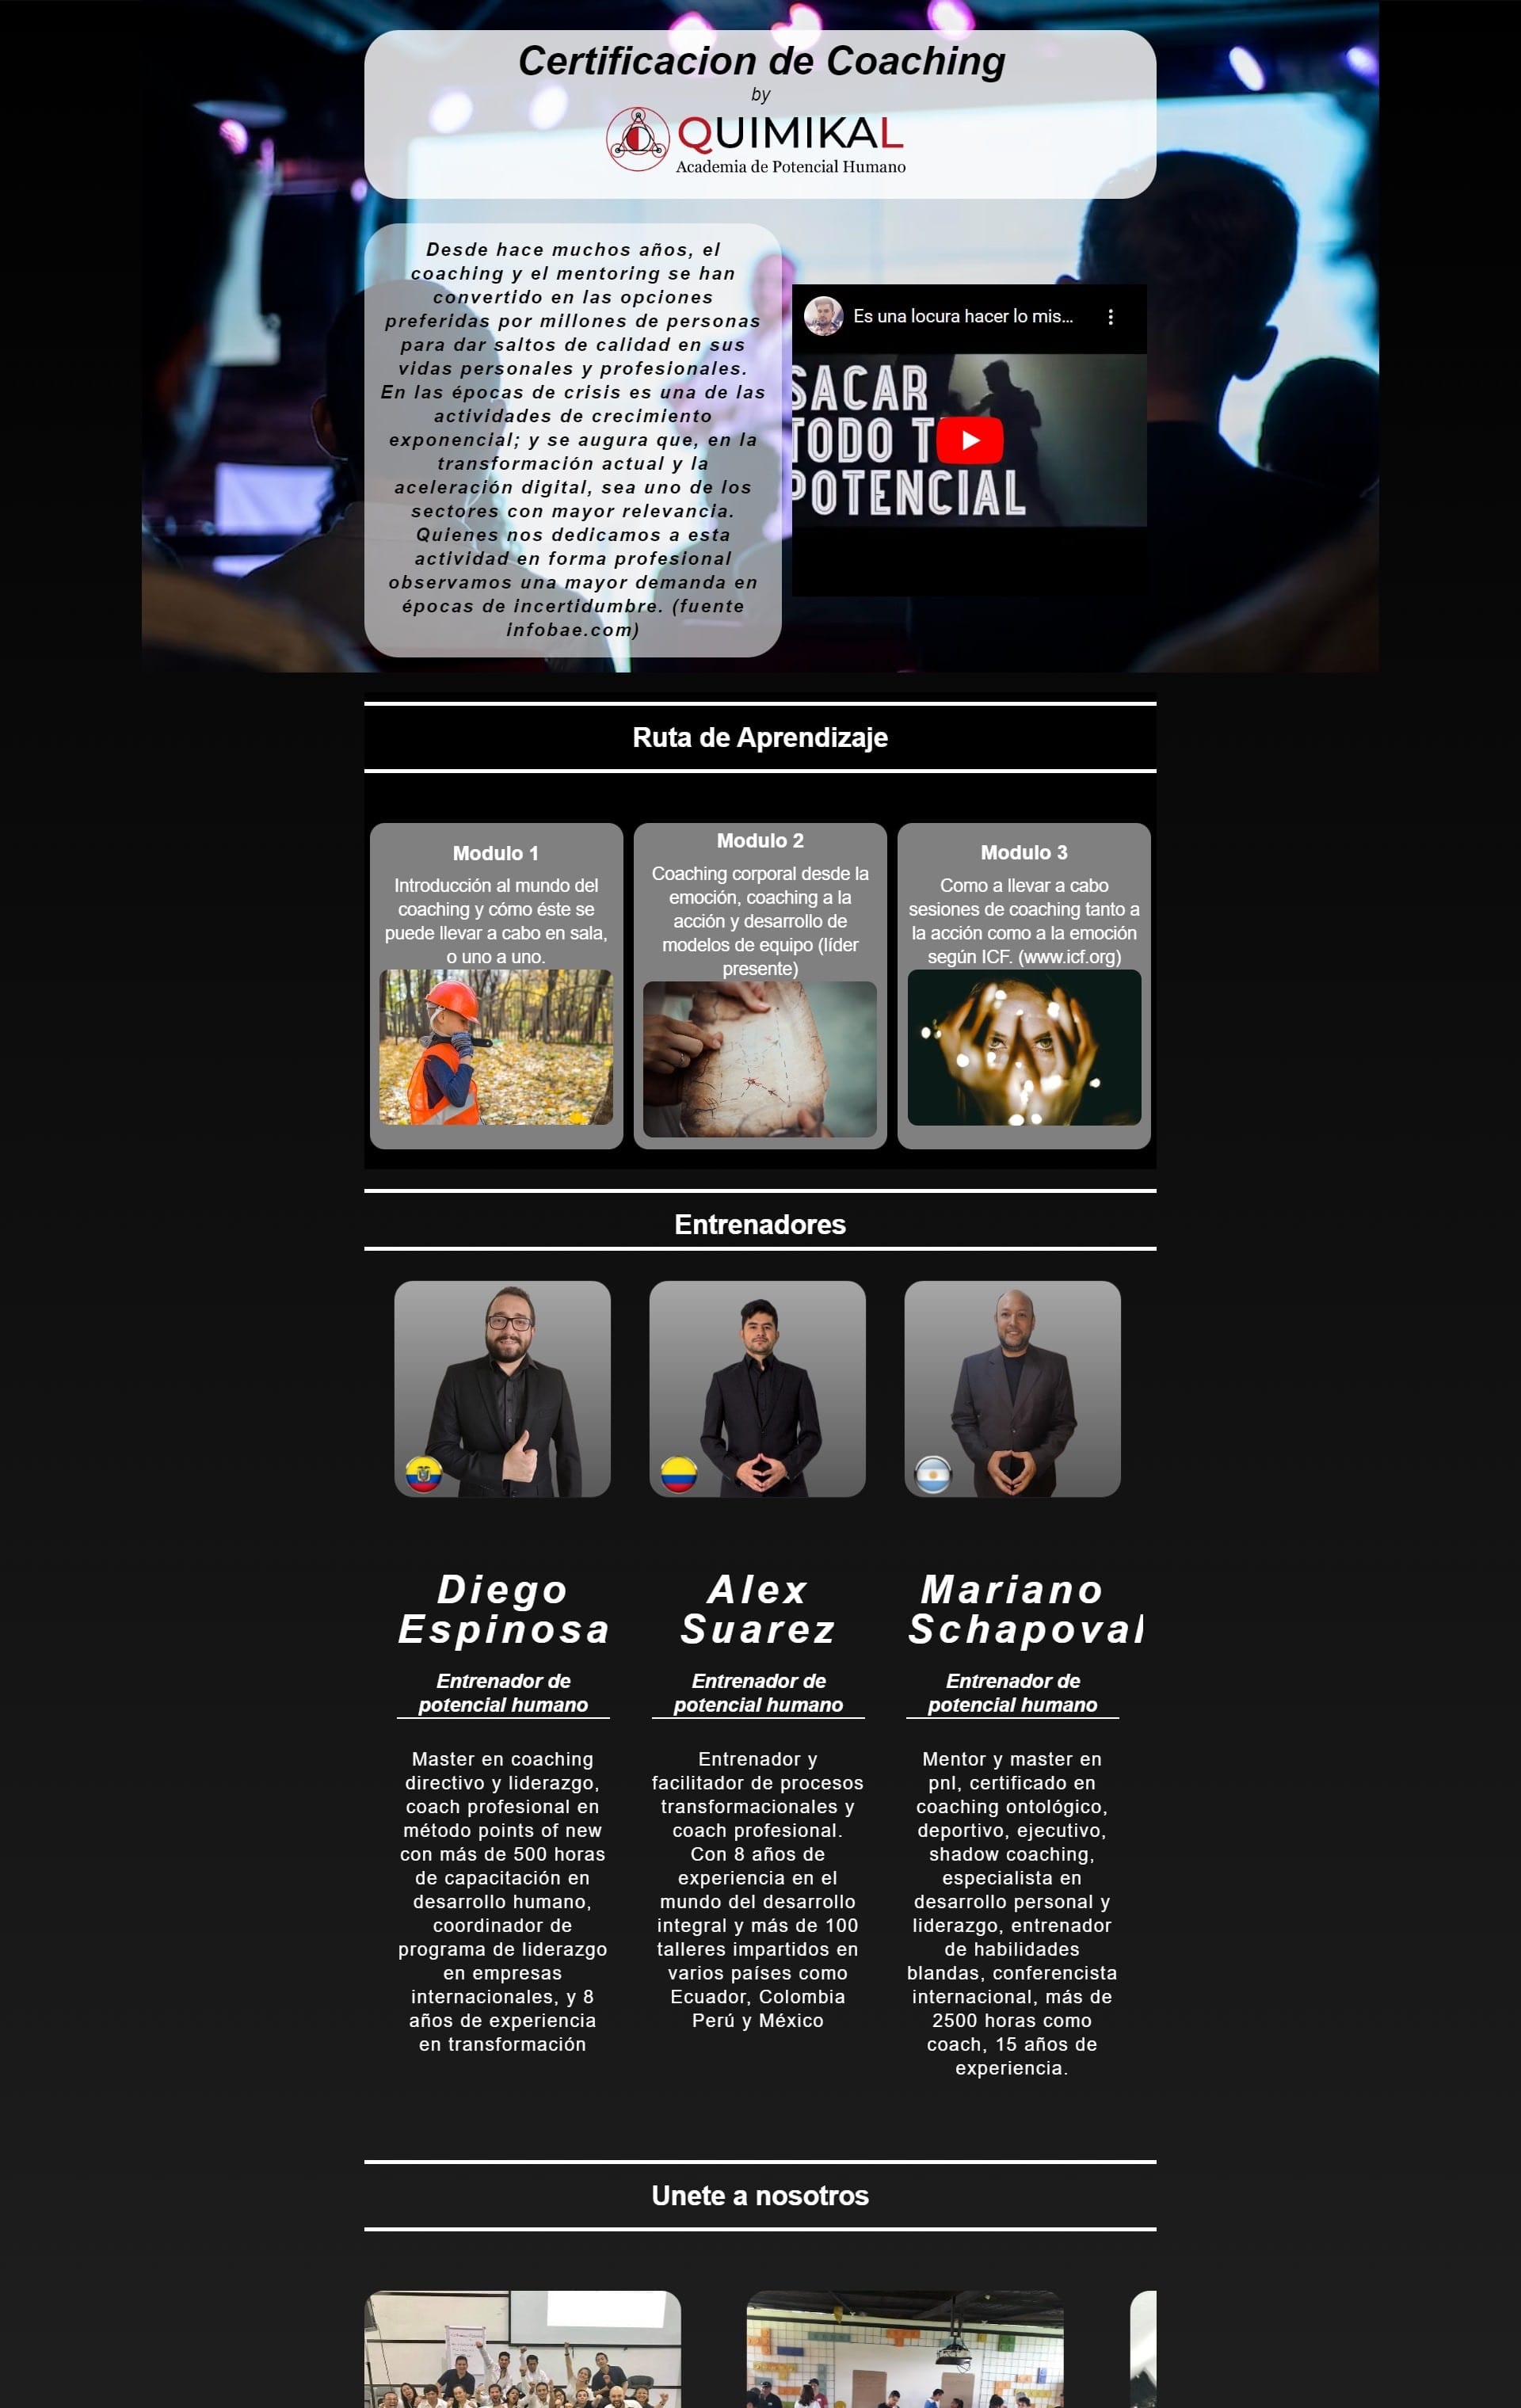 Certificacion de Coaching
by
QUIMIKAL
Academia de Potencial Humano
Desde hace muchos años, el
coaching y el mentoring se han
convertido en las opciones
preferidas por millones de personas
para dar saltos de calidad en sus
vidas personales y profesionales.
En las épocas de crisis es una de las
actividades de crecimiento
exponencial; y se augura que, en la
transformación actual y la
aceleración digital, sea uno de los
sectores con mayor relevancia.
Quienes nos dedicamos a esta
actividad en forma profesional
observamos una mayor demanda en
épocas de incertidumbre. (fuente
infobae.com)
Es una locura hacer lo mis...
SACAR
TODO T
POTENCIAL
Ruta de Aprendizaje
Modulo 1
Introducción al mundo del
coaching y cómo éste se
puede llevar a cabo en sala,
o uno a uno.
Modulo 2
Coaching corporal desde la
emoción, coaching a la
acción y desarrollo de
modelos de equipo (líder
presente)
Modulo 3
Como a llevar a cabo
sesiones de coaching tanto a
la acción como a la emoción
según ICF. (www.icf.org)
Entrenadores
Diego
Espinosa
Entrenador de
potencial humano
Master en coaching
directivo y liderazgo,
coach profesional en
método points of new
con más de 500 horas
de capacitación en
desarrollo humano,
coordinador de
programa de liderazgo
en empresas
internacionales, y 8
años de experiencia
en transformación
Alex
Suarez
Entrenador de
potencial humano
Entrenador y
facilitador de procesos
transformacionales y
coach profesional.
Con 8 años de
experiencia en el
mundo del desarrollo
integral y más de 100
talleres impartidos en
varios países como
Ecuador, Colombia
Perú y México
Mariano
Schapoval
Entrenador de
potencial humano
Mentor y master en
pnl, certificado en
coaching ontológico,
deportivo, ejecutivo,
shadow coaching,
especialista en
desarrollo personal y
liderazgo, entrenador
de habilidades
blandas, conferencista
internacional, más de
2500 horas como
coach, 15 años de
experiencia.
Unete a nosotros